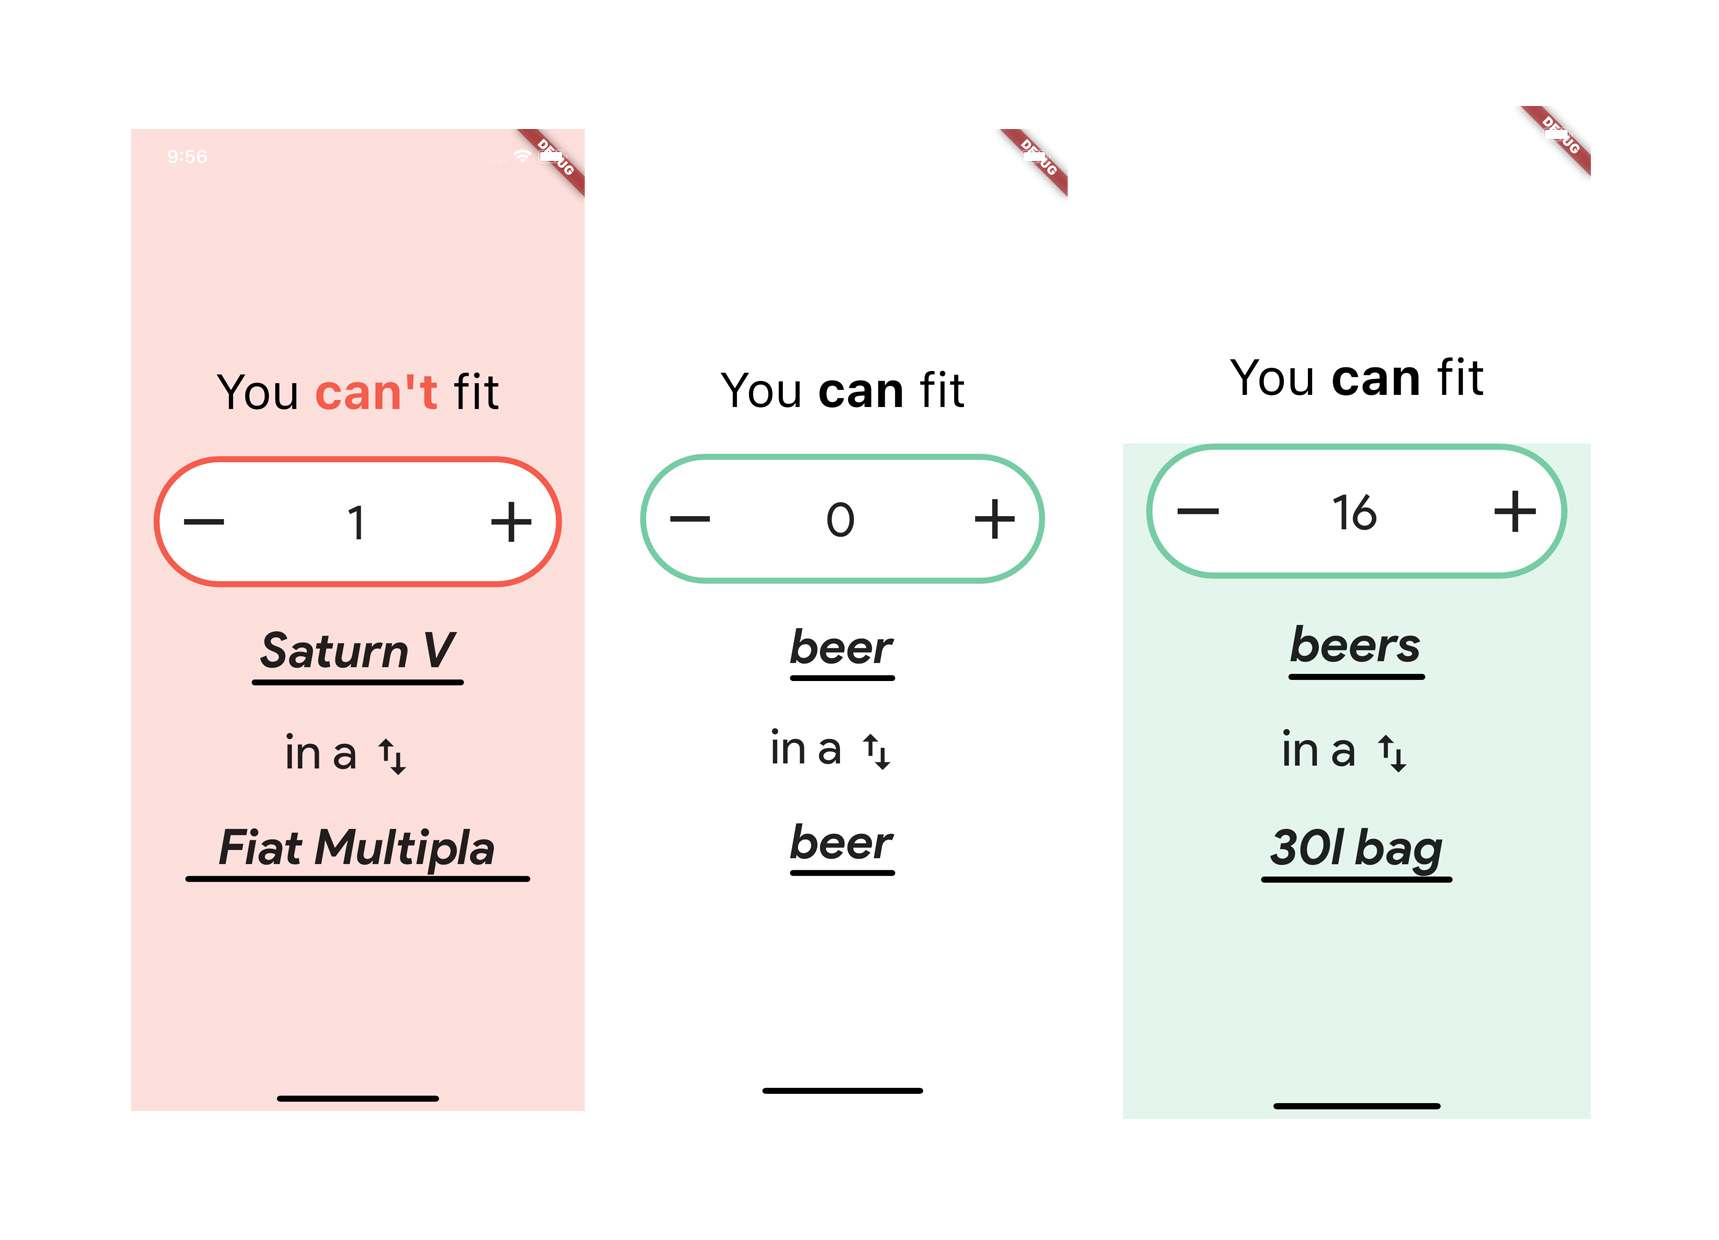 9:56
DEBUG
You can't fit
1
Saturn V
in a
Fiat Multipla
DEBUG
You can fit
0
beer
in a
beer
DEBUG
You can fit
16
beers
in a
30l bag